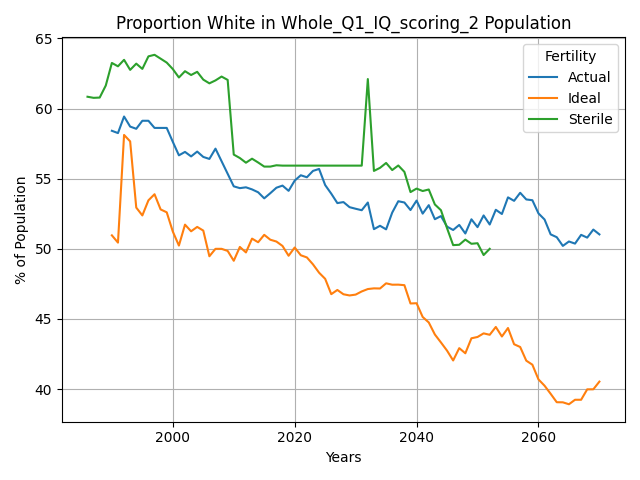 Proportion White in Whole_Q1_IQ_scoring_2 Population
65
60
55
50
45
40
% of Population
Fertility
Actual
Ideal
Sterile
2000
2020
2040
2060
Years